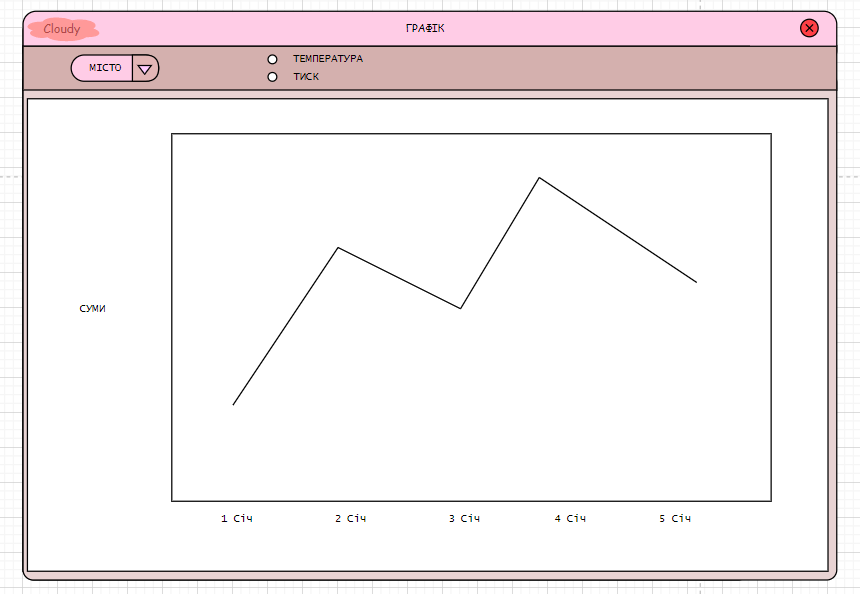 Cloudy
ГРАФІК
МІСТО
ТЕМПЕРАТУРА
ТИСК
СУМИ
1 Січ 2 Січ 3 Січ 4 Січ 5 Січ